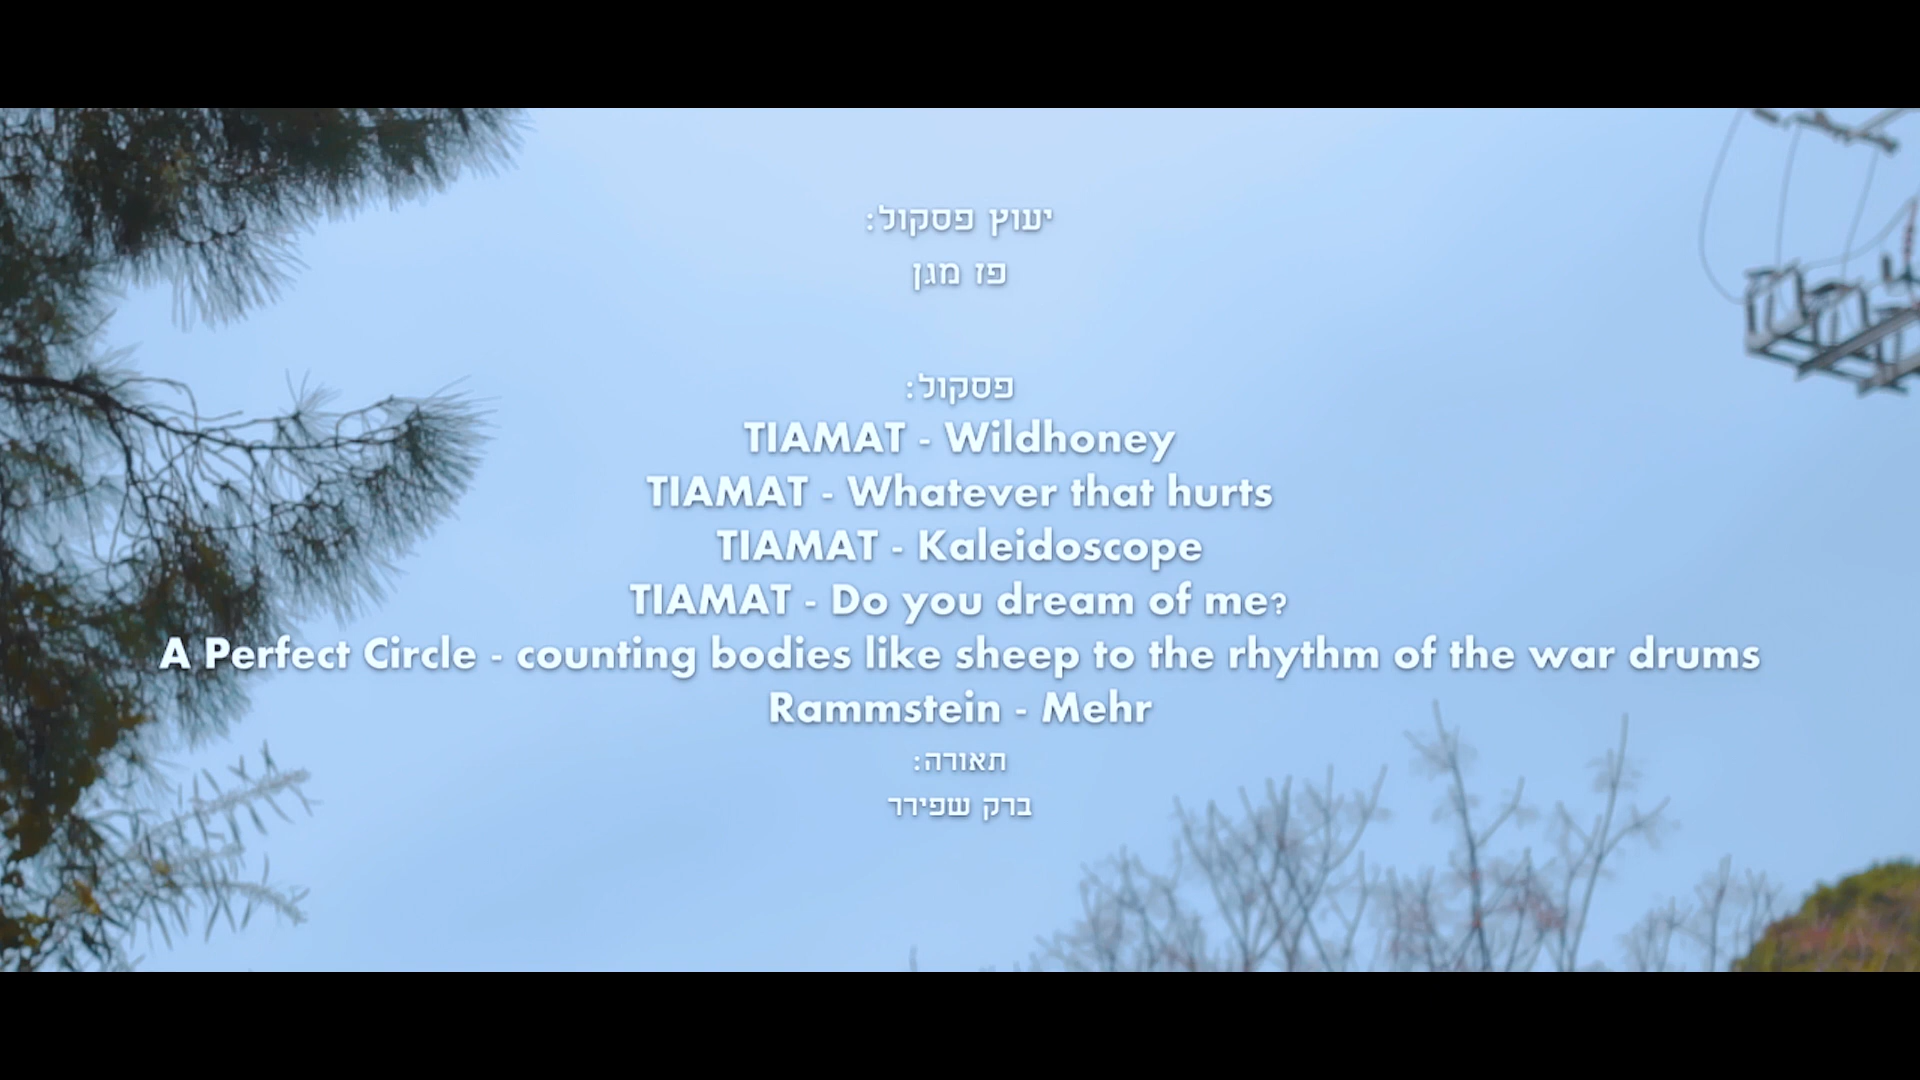 יעוץ פסקול:
פז מגן
פסקול:
TIAMAT - Wildhoney
TIAMAT - Whatever that hurts
TIAMAT - Kaleidoscope
TIAMAT - Do you dream of me?
A Perfect Circle - counting bodies like sheep to the rhythm of the war drums
Rammstein - Mehr
תאורה:
ברק שפירר